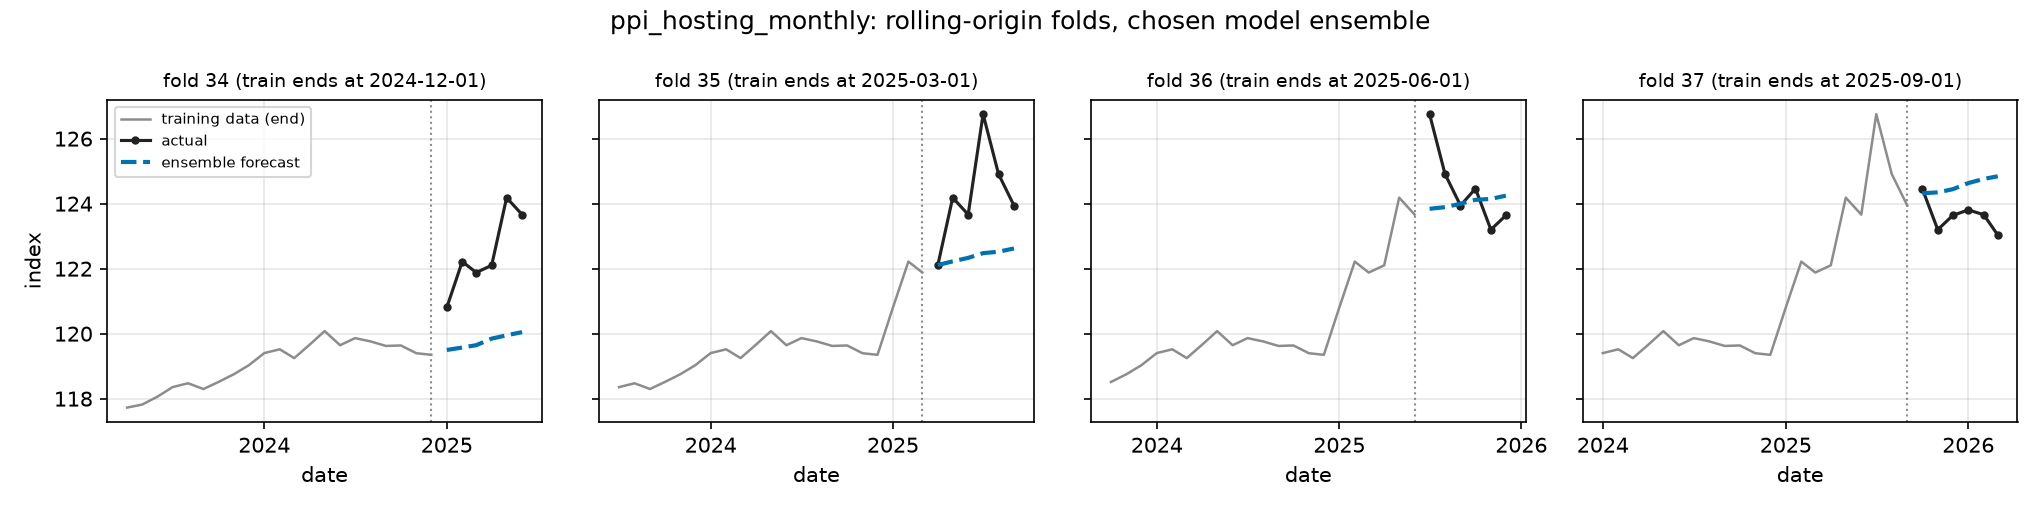 ppi_hosting_monthly: rolling-origin folds, chosen model ensemble
fold 34 (train ends at 2024-12-01)
fold 35 (train ends at 2025-03-01)
fold 36 (train ends at 2025-06-01)
fold 37 (train ends at 2025-09-01)
training data (end)
actual
ensemble forecast
index
126
124
122
120
118
2024
2025
date
2024
2025
date
2024
2025
2026
date
2024
2025
2026
date